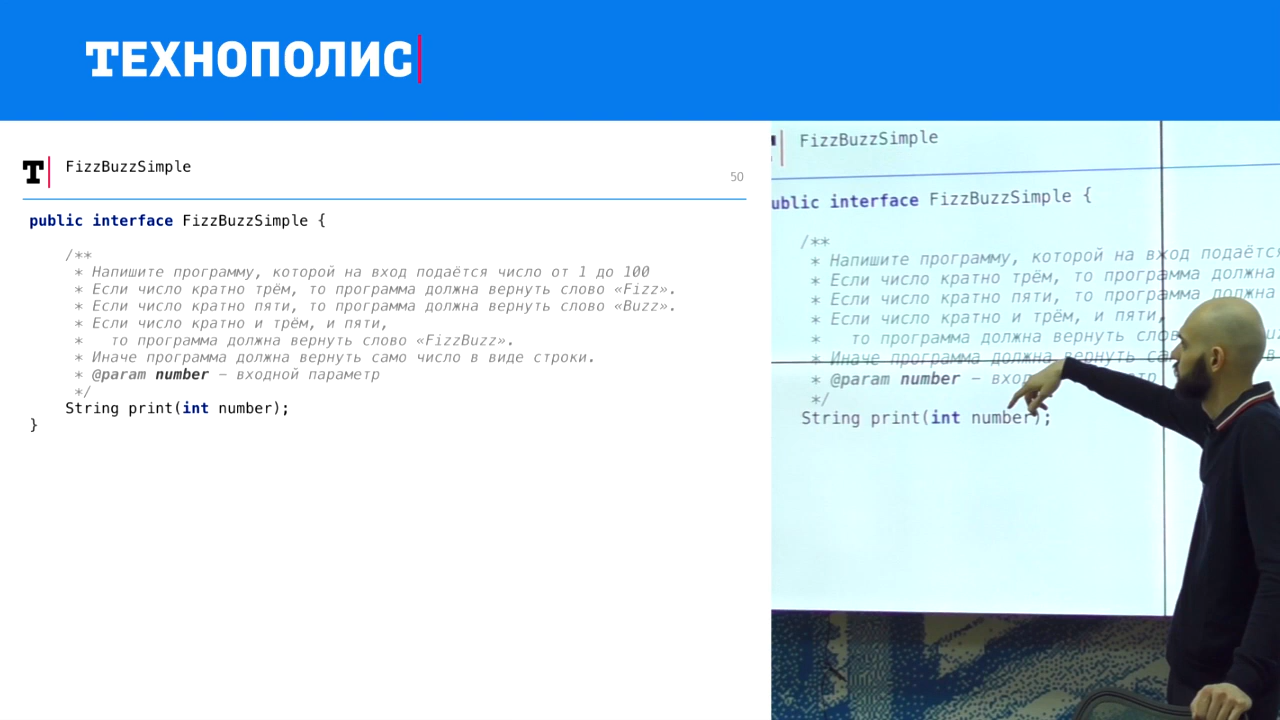 ТЕХНОПОЛИС
T FizzBuzzSimple
50
public interface FizzBuzzSimple {
/**
* Напишите программу, которой на вход подаётся число от 1 до 100
* Если число кратно трём, то программа должна вернуть слово «Fizz».
* Если число кратно пяти, то программа должна вернуть слово «Buzz».
* Если число кратно и трём, и пяти,
* то программа должна вернуть слово «FizzBuzz».
* Иначе программа должна вернуть само число в виде строки.
* @param number – входной параметр
*/
String print(int number);
}
FizzBuzzSimple
public interface FizzBuzzSimple {
/**
* Напишите программу, которой на вход подаётся
* Если число кратно трём, то программа должна
* Если число кратно пяти, то программа должна
* Если число кратно и трём, и пяти,
* то программа должна вернуть слов
* Иначе программа должна вернуть са в
* @param number – вход етр
*/
String print(int number);